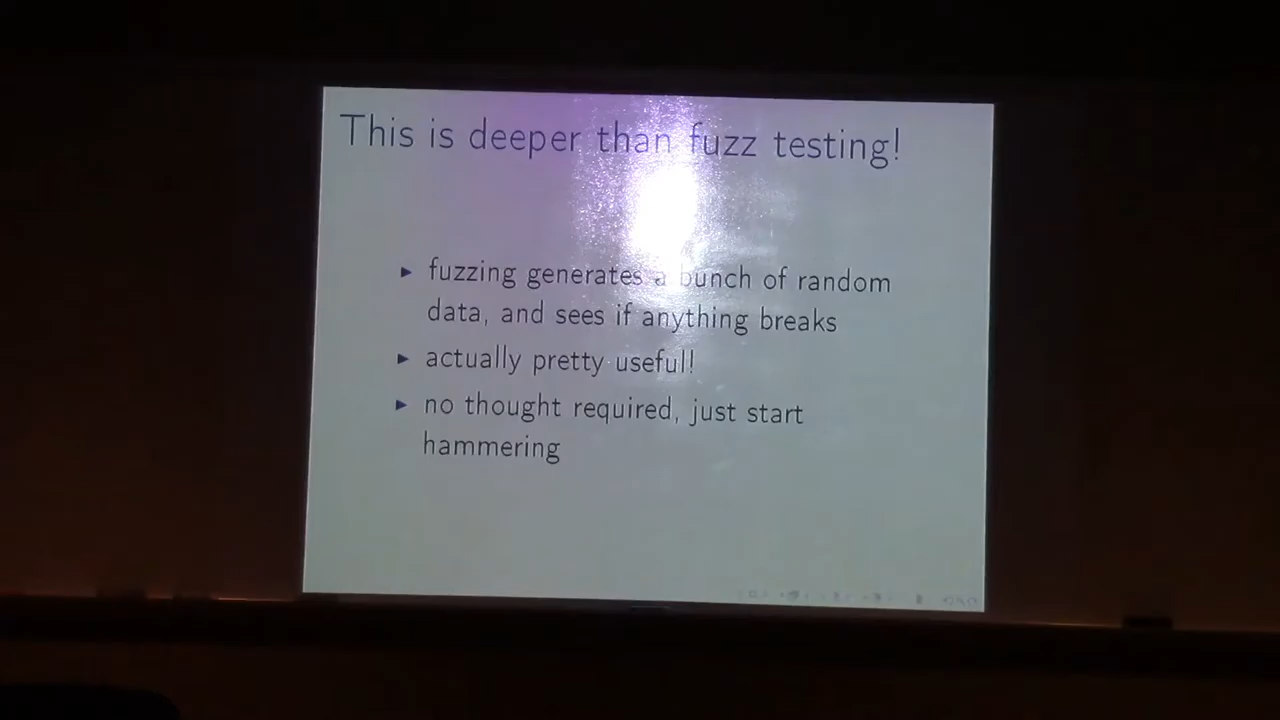 This is deeper than fuzz testing!
fuzzing generates a bunch of random
data, and sees if anything breaks
actually pretty useful!
no thought required, just start
hammering